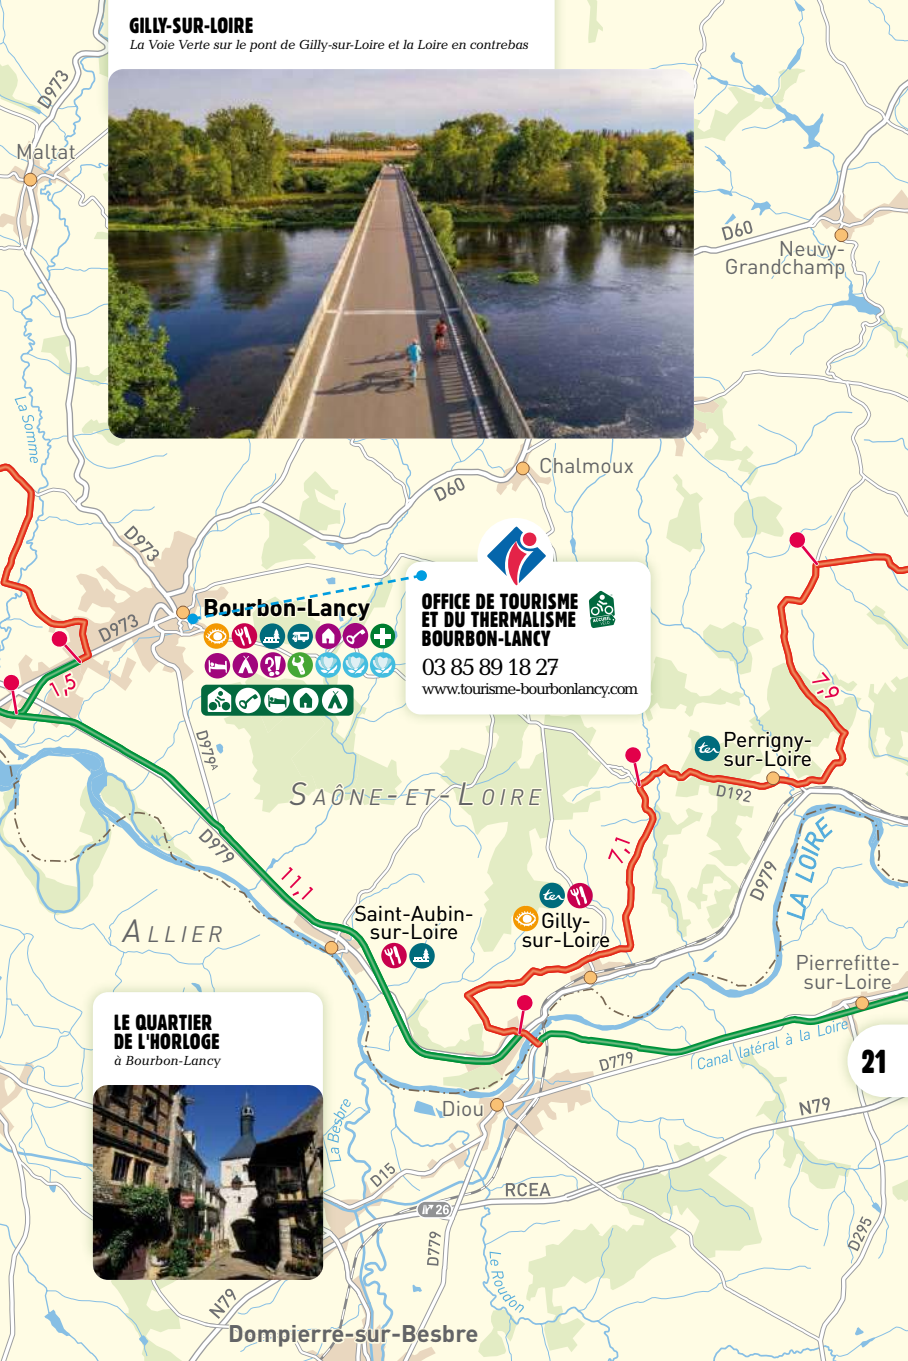 GILLY-SUR-LOIRE
La Voie Verte sur le pont de Gilly-sur-Loire et la Loire en contrebas
D973
Maltat
D60
Neuvy-
Grandchamp
La Somme
Chalmoux
D60
D973
D973
Bourbon-Lancy
OFFICE DE TOURISME
ET DU THERMALISME
BOURBON-LANCY
03 85 89 18 27
www.tourisme-bourbonlancy.com
ACCUEIL
VÉLO
1,5
7,9
D979A
ter
Perrigny-
sur-Loire
D192
SAÔNE-ET-LOIRE
D979
11,1
7,1
D979
LA LOIRE
ALLIER
Saint-Aubin-
sur-Loire
ter
Gilly-
sur-Loire
Pierrefitte-
sur-Loire
LE QUARTIER
DE L'HORLOGE
à Bourbon-Lancy
D779
Canal latéral à la Loire
21
Diou
N79
La Besbre
D15
RCEA
26
D779
D295
Le Roudon
N79
Dompierre-sur-Besbre